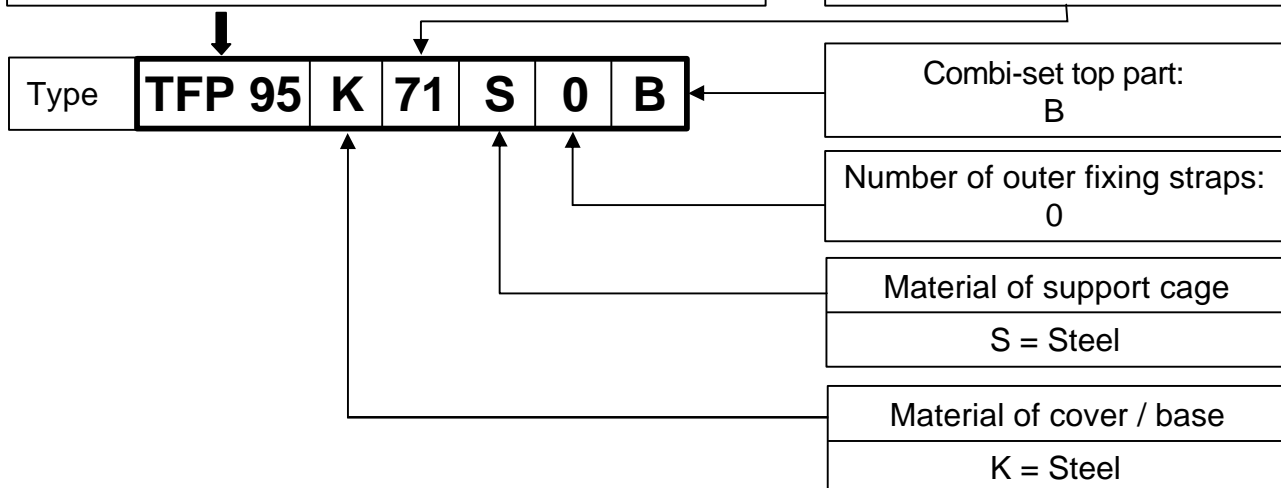 Type TFP 95 K 71 S 0 B
Combi-set top part:
B
Number of outer fixing straps:
0
Material of support cage
S = Steel
Material of cover / base
K = Steel